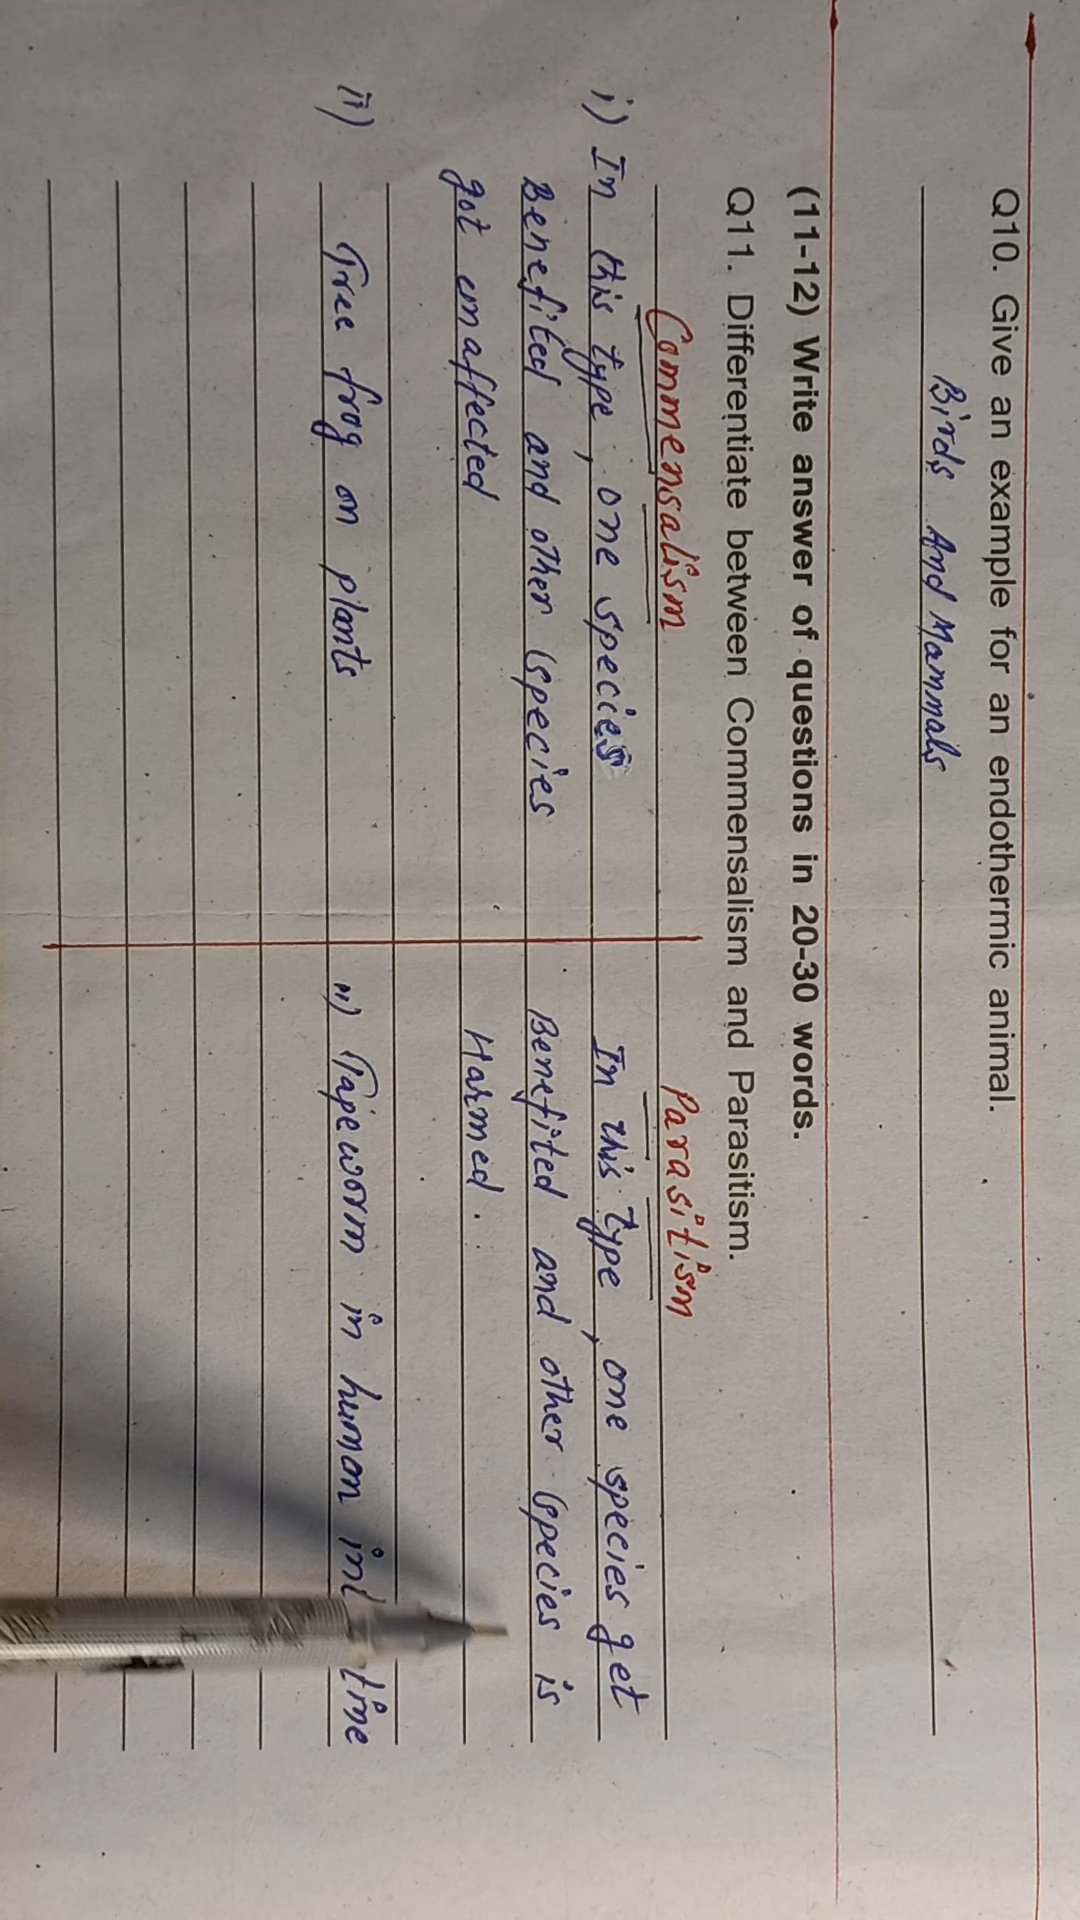 Q10. Give an example for an endothermic animal.
Birds And Mammals
(11-12) Write answer of questions in 20-30 words.
Q11. Differentiate between Commensalism and Parasitism.
Commensalism Parasitism
i) In this type, one species In this type, one species get
Benefited and other species Benefited and other species is
got unaffected Harmed.
ii) Tree frog on plants ii) Tapeworm in human